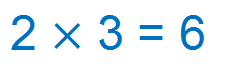 2 × 3 = 6